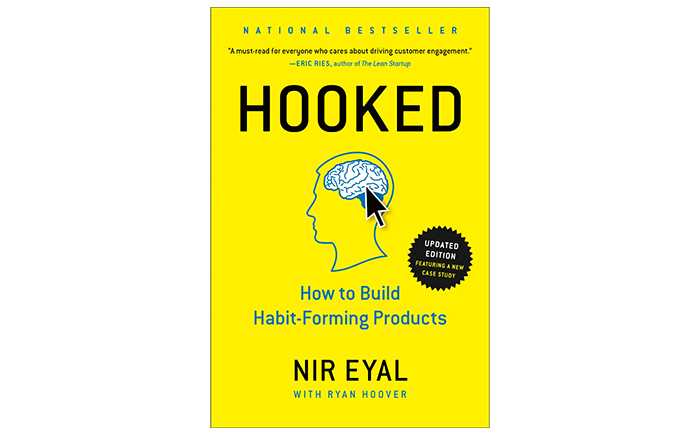 NATIONAL BESTSELLER
"A must-read for everyone who cares about driving customer engagement."
—ERIC RIES, author of The Lean Startup
HOOKED
UPDATED
EDITION
FEATURING A NEW
CASE STUDY
How to Build
Habit-Forming Products
NIR EYAL
WITH RYAN HOOVER